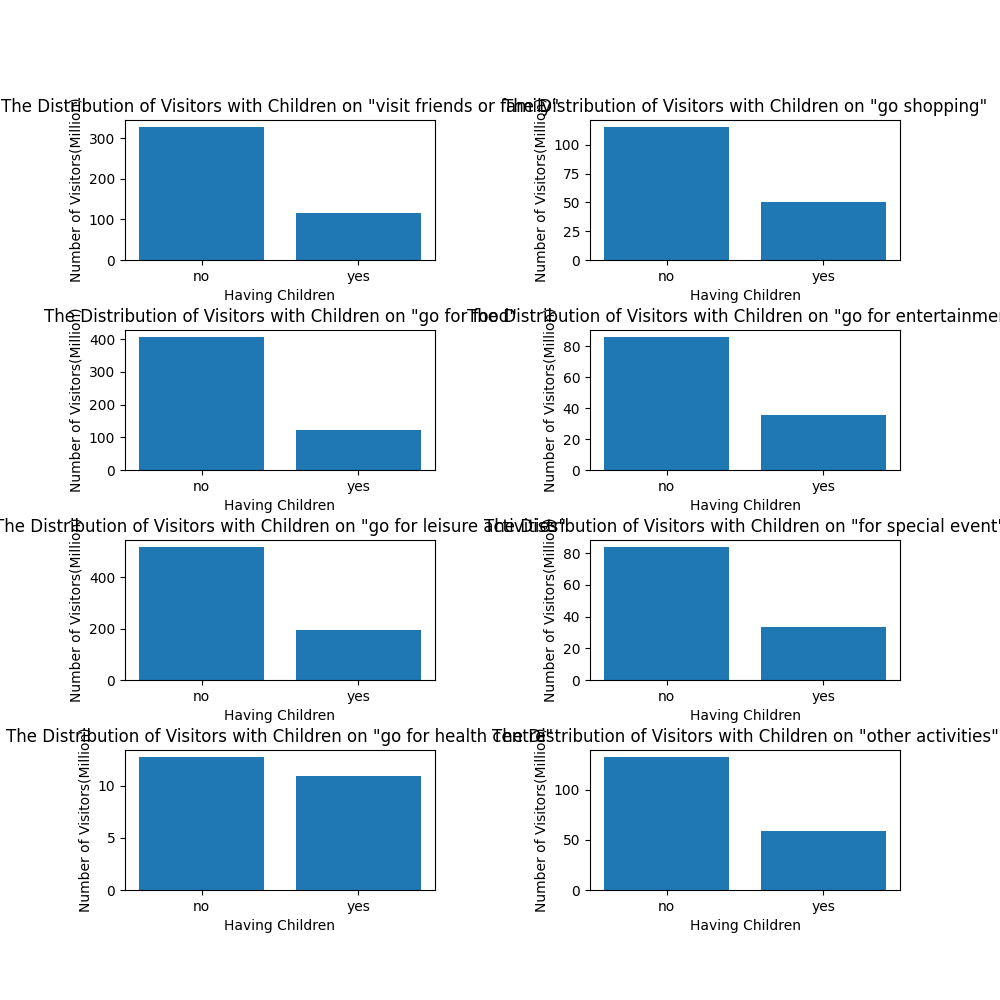 The Distribution of Visitors with Children on "visit friends or family"
Number of Visitors(Million)
300
200
100
0
no
yes
Having Children
The Distribution of Visitors with Children on "go shopping"
Number of Visitors(Million)
100
75
50
25
0
no
yes
Having Children
The Distribution of Visitors with Children on "go for food"
Number of Visitors(Million)
400
300
200
100
0
no
yes
Having Children
The Distribution of Visitors with Children on "go for entertainme
Number of Visitors(Million)
80
60
40
20
0
no
yes
Having Children
The Distribution of Visitors with Children on "go for leisure activities"
Number of Visitors(Million)
400
200
0
no
yes
Having Children
The Distribution of Visitors with Children on "for special event"
Number of Visitors(Million)
80
60
40
20
0
no
yes
Having Children
The Distribution of Visitors with Children on "go for health centre"
Number of Visitors(Million)
10
5
0
no
yes
Having Children
The Distribution of Visitors with Children on "other activities"
Number of Visitors(Million)
100
50
0
no
yes
Having Children